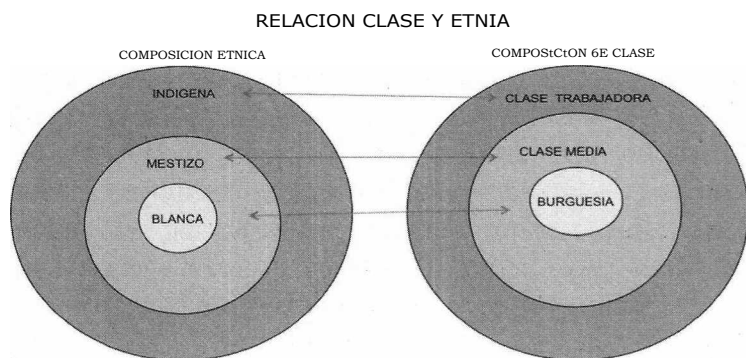 RELACION CLASE Y ETNIA
COMPOSICION ETNICA
COMPOStCtON 6E CLASE
INDIGENA
CLASE TRABAJADORA
MESTIZO
CLASE MEDIA
BLANCA
BURGUESIA